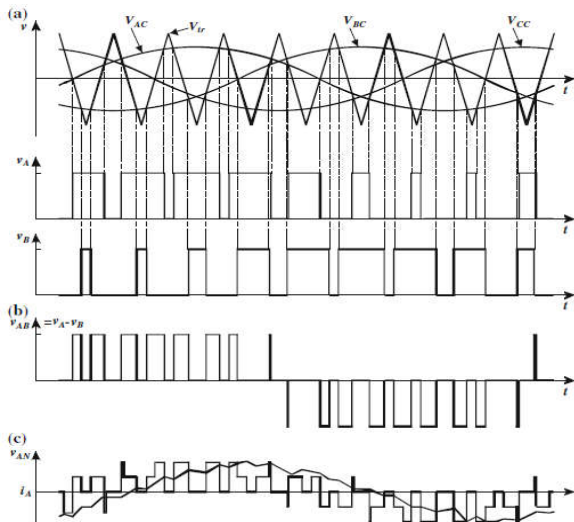 (a)
v
V_AC
V_tr
V_BC
V_CC
t
v_A
t
v_B
t
(b)
v_AB =v_A-v_B
t
(c)
v_AN
i_A
t